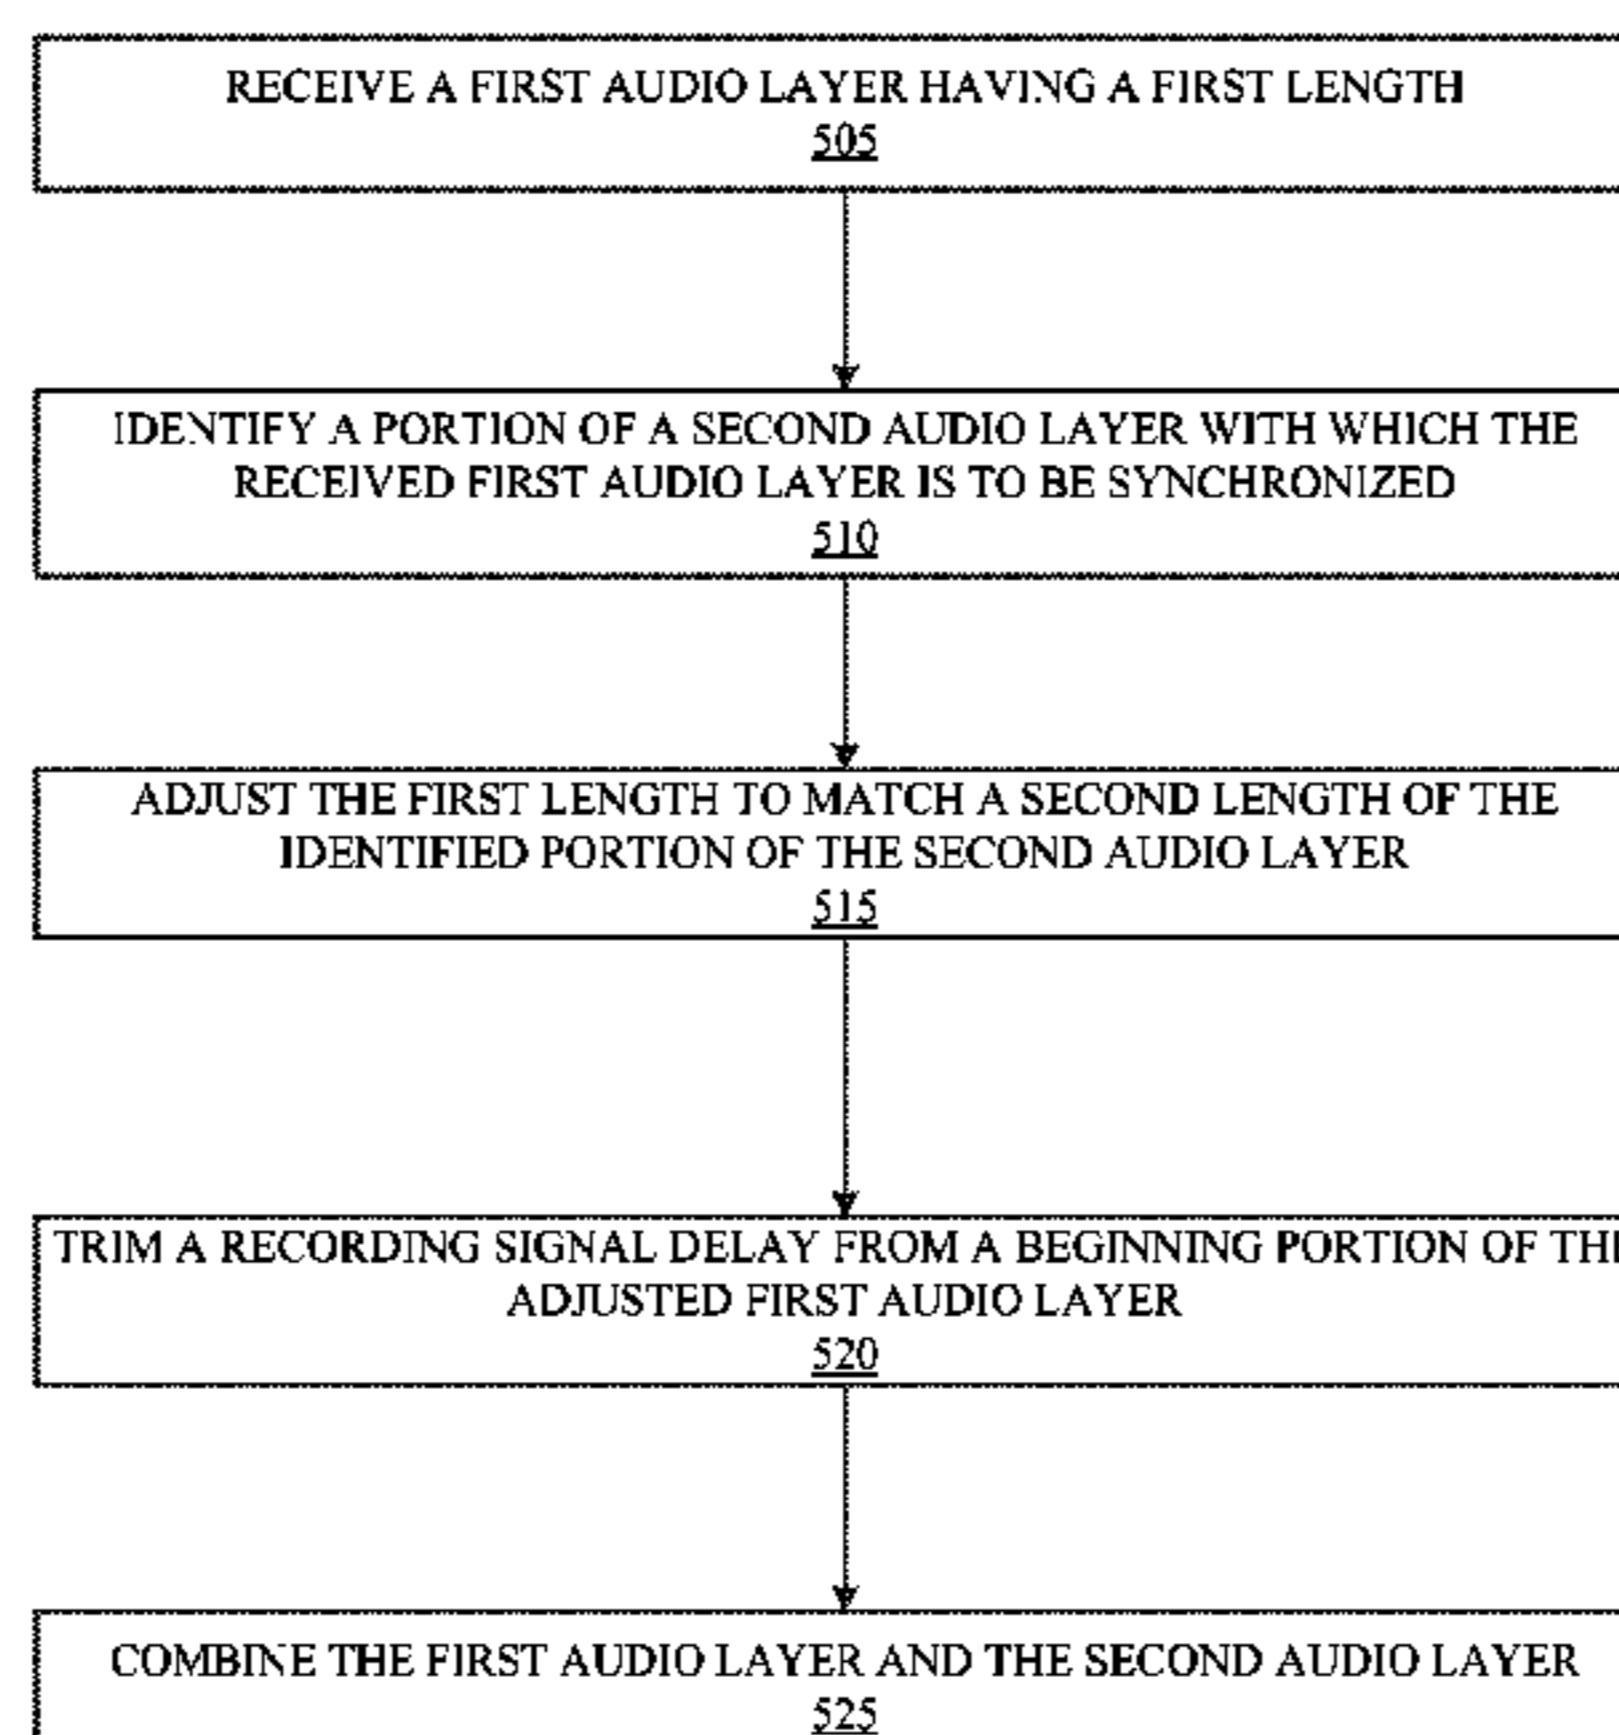 RECEIVE A FIRST AUDIO LAYER HAVING A FIRST LENGTH
505
IDENTIFY A PORTION OF A SECOND AUDIO LAYER WITH WHICH THE
RECEIVED FIRST AUDIO LAYER IS TO BE SYNCHRONIZED
510
ADJUST THE FIRST LENGTH TO MATCH A SECOND LENGTH OF THE
IDENTIFIED PORTION OF THE SECOND AUDIO LAYER
515
TRIM A RECORDING SIGNAL DELAY FROM A BEGINNING PORTION OF THE
ADJUSTED FIRST AUDIO LAYER
520
COMBINE THE FIRST AUDIO LAYER AND THE SECOND AUDIO LAYER
525